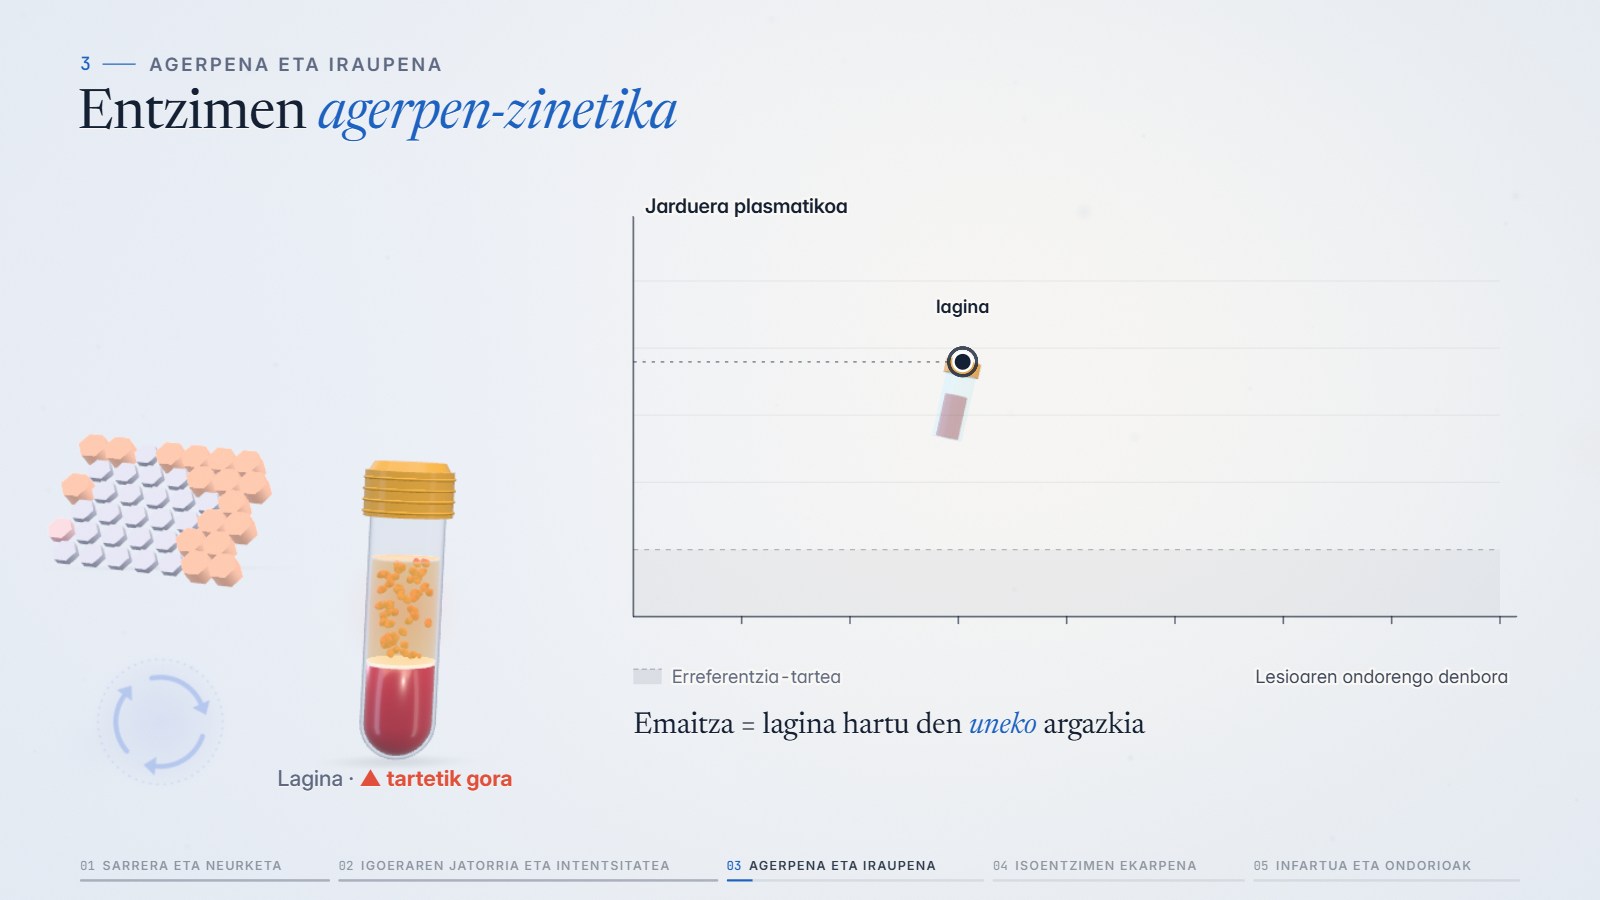 3 — AGERPENA ETA IRAUPENA
Entzimen agerpen-zinetika
Jarduera plasmatikoa
lagina
Erreferentzia-tartea
Lesioaren ondorengo denbora
Emaitza = lagina hartu den uneko argazkia
Lagina · ▲ tartetik gora
01 SARRERA ETA NEURKETA
02 IGOERAREN JATORRIA ETA INTENTSITATEA
03 AGERPENA ETA IRAUPENA
04 ISOENTZIMEN EKARPENA
05 INFARTUA ETA ONDORIOAK